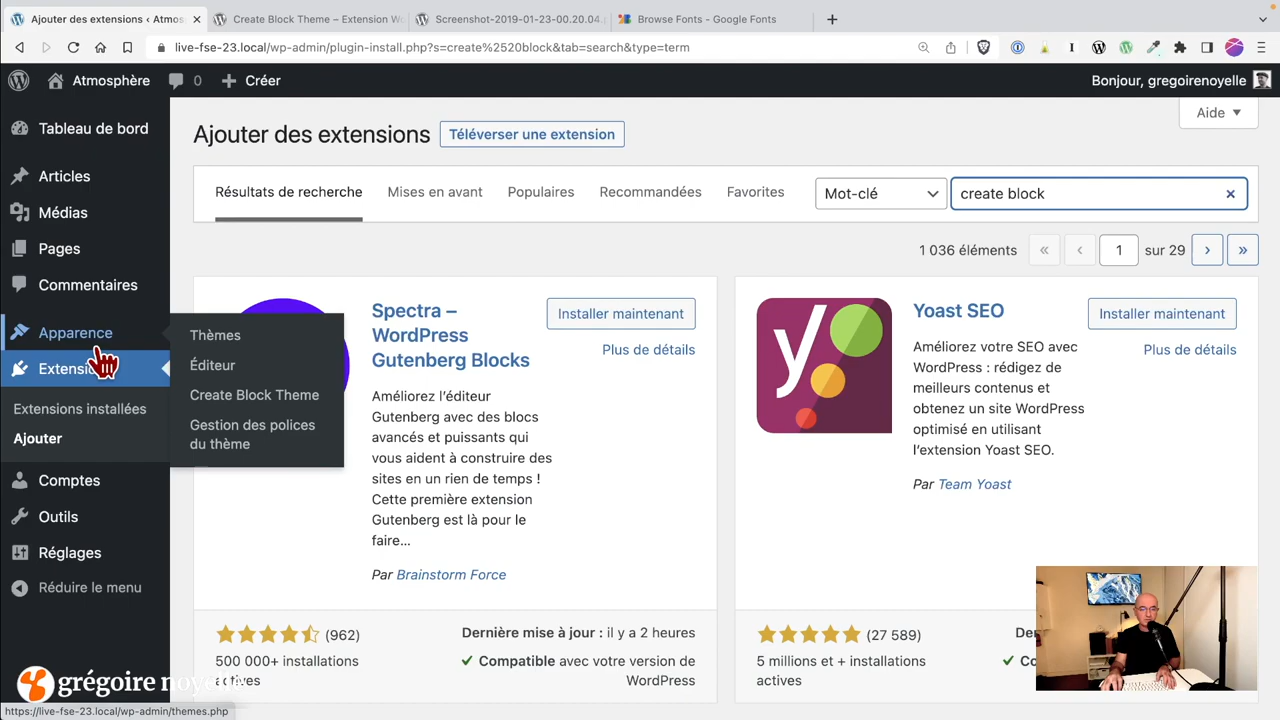 Ajouter des extensions ‹ Atmos
Create Block Theme – Extension Wo
Screenshot-2019-01-23-00.20.04.
Browse Fonts - Google Fonts
live-fse-23.local/wp-admin/plugin-install.php?s=create%2520block&tab=search&type=term
Atmosphère
0
Créer
Bonjour, gregoirenoyelle
Tableau de bord
Articles
Médias
Pages
Commentaires
Apparence
Extensi
Extensions installées
Ajouter
Comptes
Outils
Réglages
Réduire le menu
Thèmes
Éditeur
Create Block Theme
Gestion des polices
du thème
Aide
Ajouter des extensions
Téléverser une extension
Résultats de recherche
Mises en avant
Populaires
Recommandées
Favorites
Mot-clé
create block
1 036 éléments
« ‹ 1 sur 29 › »
Spectra –
WordPress
Gutenberg Blocks
Installer maintenant
Plus de détails
Améliorez l’éditeur
Gutenberg avec des blocs
avancés et puissants qui
vous aident à construire des
sites en un rien de temps !
Cette première extension
Gutenberg est là pour le
faire…
Par Brainstorm Force
(962)
500 000+ installations
actives
Dernière mise à jour : il y a 2 heures
Compatible avec votre version de
WordPress
yoast
Yoast SEO
Installer maintenant
Plus de détails
Améliorez votre SEO avec
WordPress : rédigez de
meilleurs contenus et
obtenez un site WordPress
optimisé en utilisant
l’extension Yoast SEO.
Par Team Yoast
(27 589)
5 millions et + installations
actives
Der
Co
grégoire noyelle
https://live-fse-23.local/wp-admin/themes.php